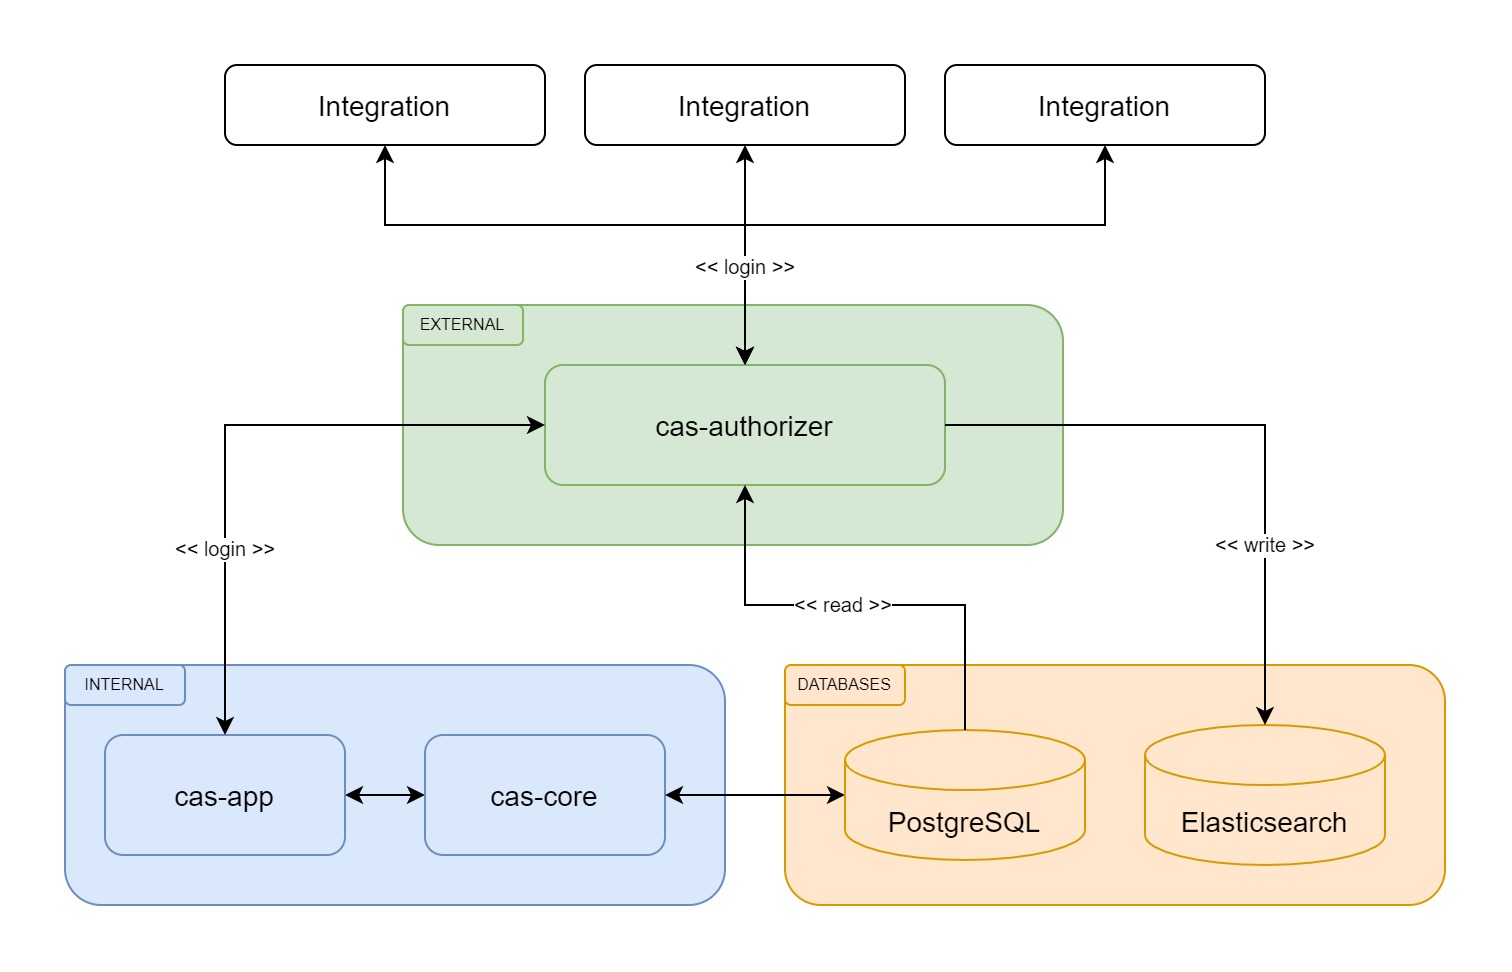 Integration
Integration
Integration
<< login >>
EXTERNAL
cas-authorizer
<< login >>
<< write >>
<< read >>
INTERNAL
DATABASES
cas-app
cas-core
PostgreSQL
Elasticsearch